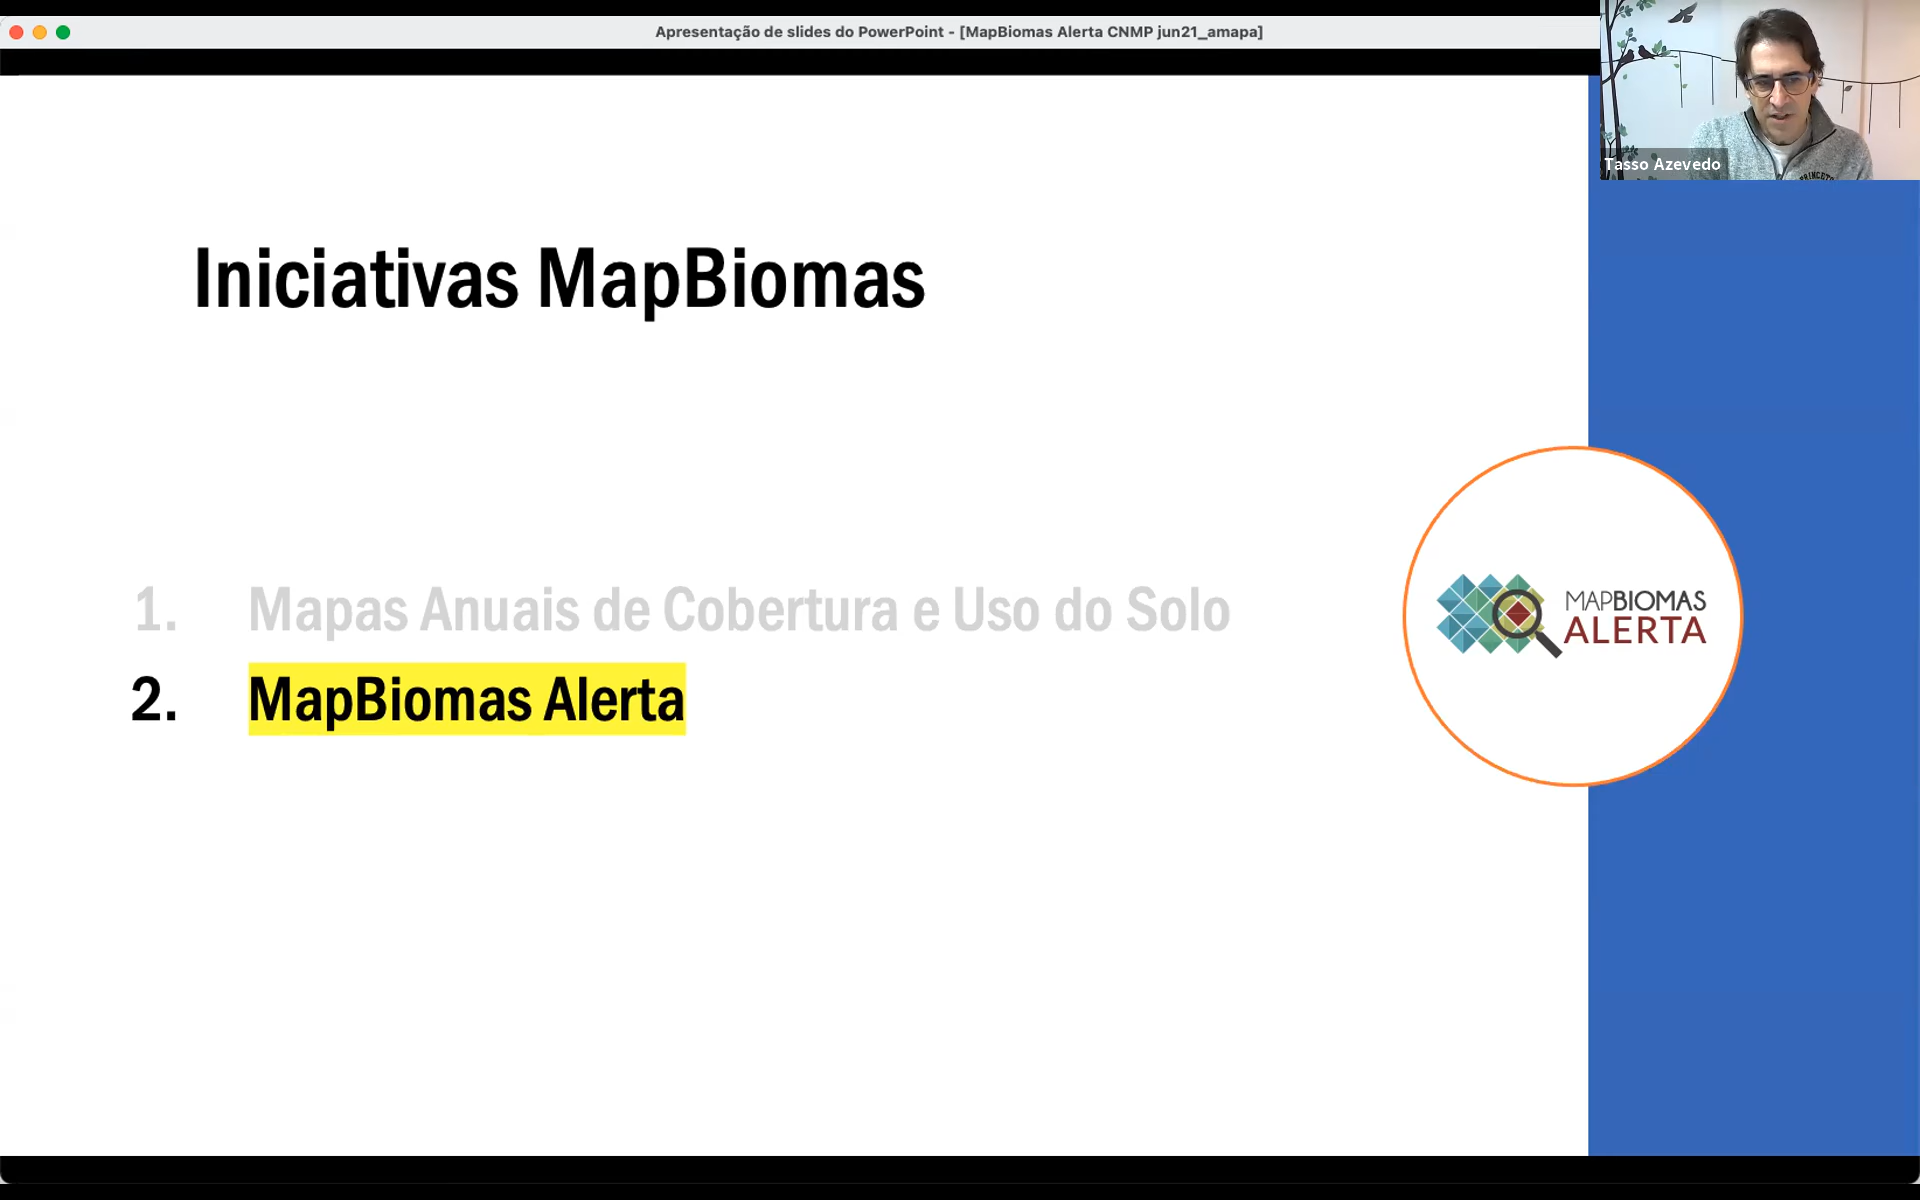 Apresentação de slides do PowerPoint - [MapBiomas Alerta CNMP jun21_amapa]
Tasso Azevedo
Iniciativas MapBiomas
1. Mapas Anuais de Cobertura e Uso do Solo
2. MapBiomas Alerta
MAPBIOMAS
ALERTA